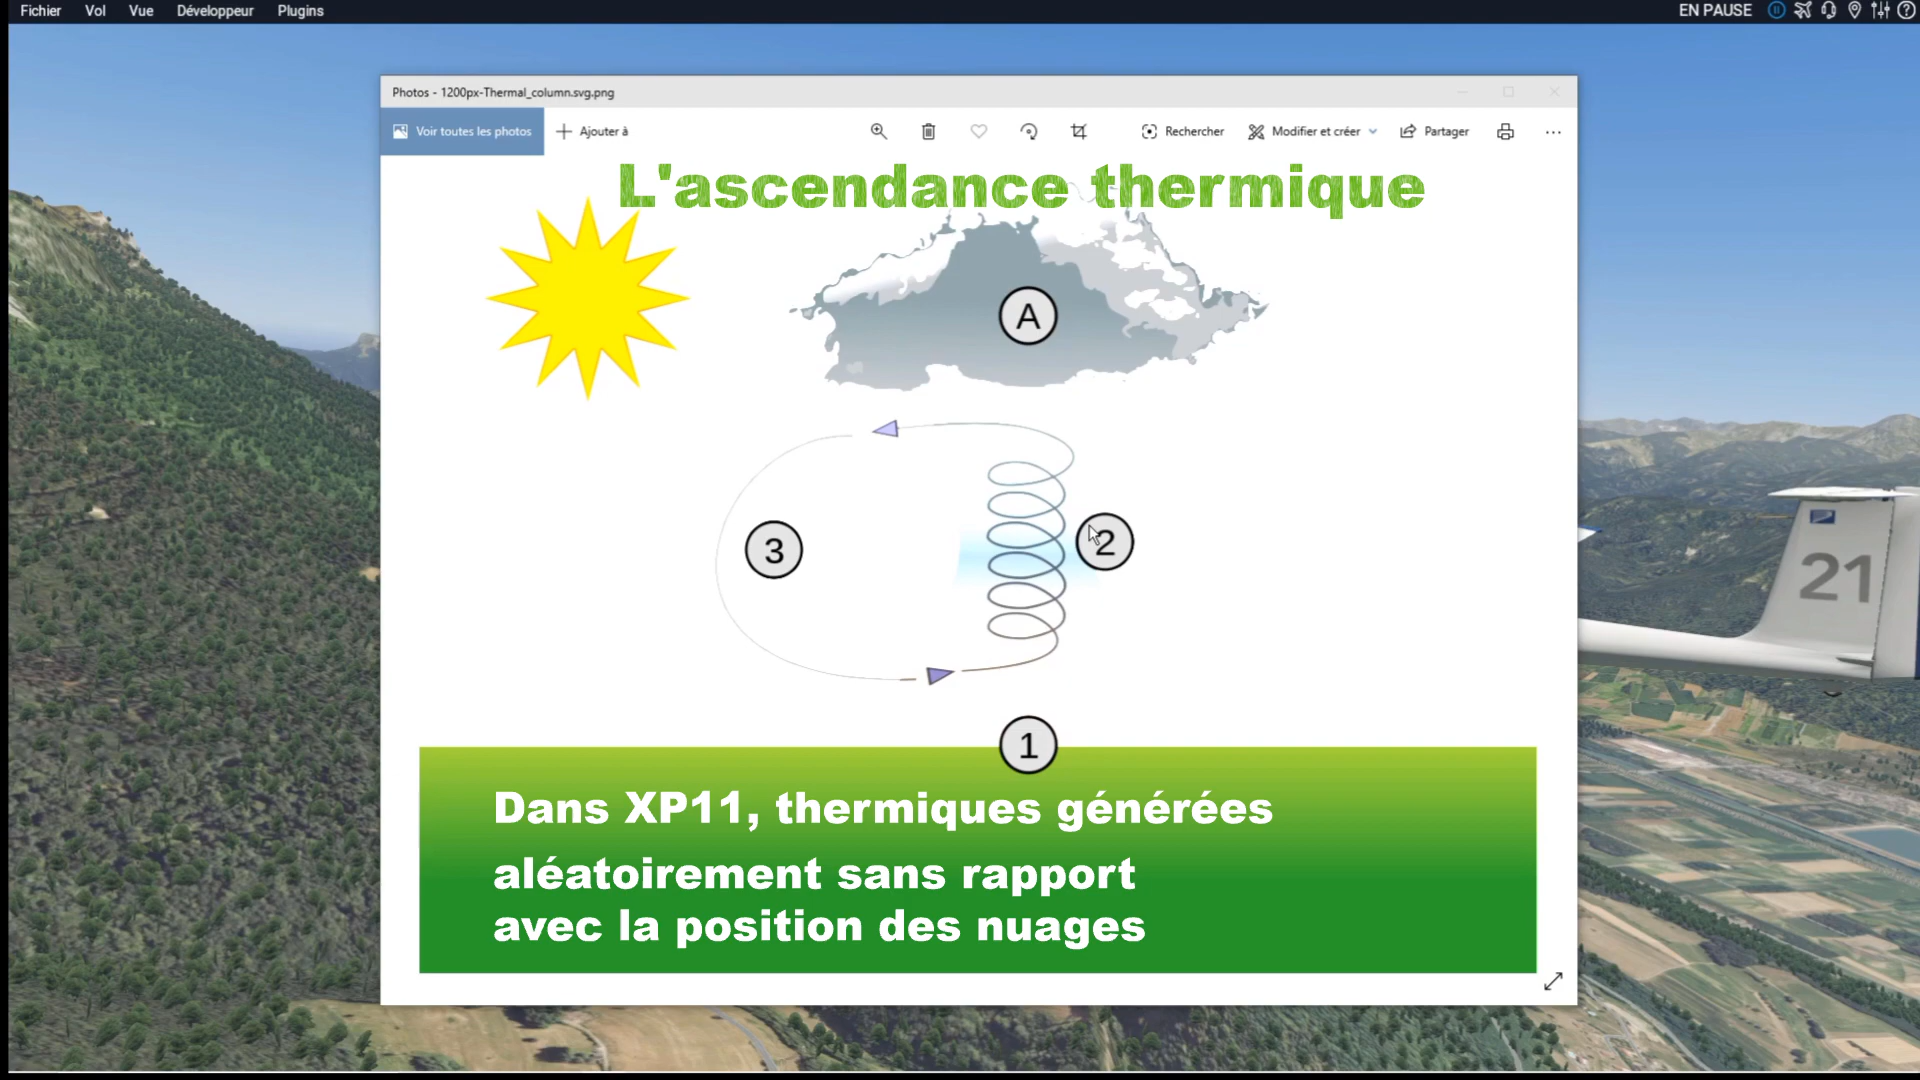 Fichier Vol Vue Développeur Plugins
EN PAUSE
Photos - 1200px-Thermal_column.svg.png
Voir toutes les photos
Ajouter à
Rechercher
Modifier et créer
Partager
L'ascendance thermique
A
2
3
1
21
Dans XP11, thermiques générées
aléatoirement sans rapport
avec la position des nuages